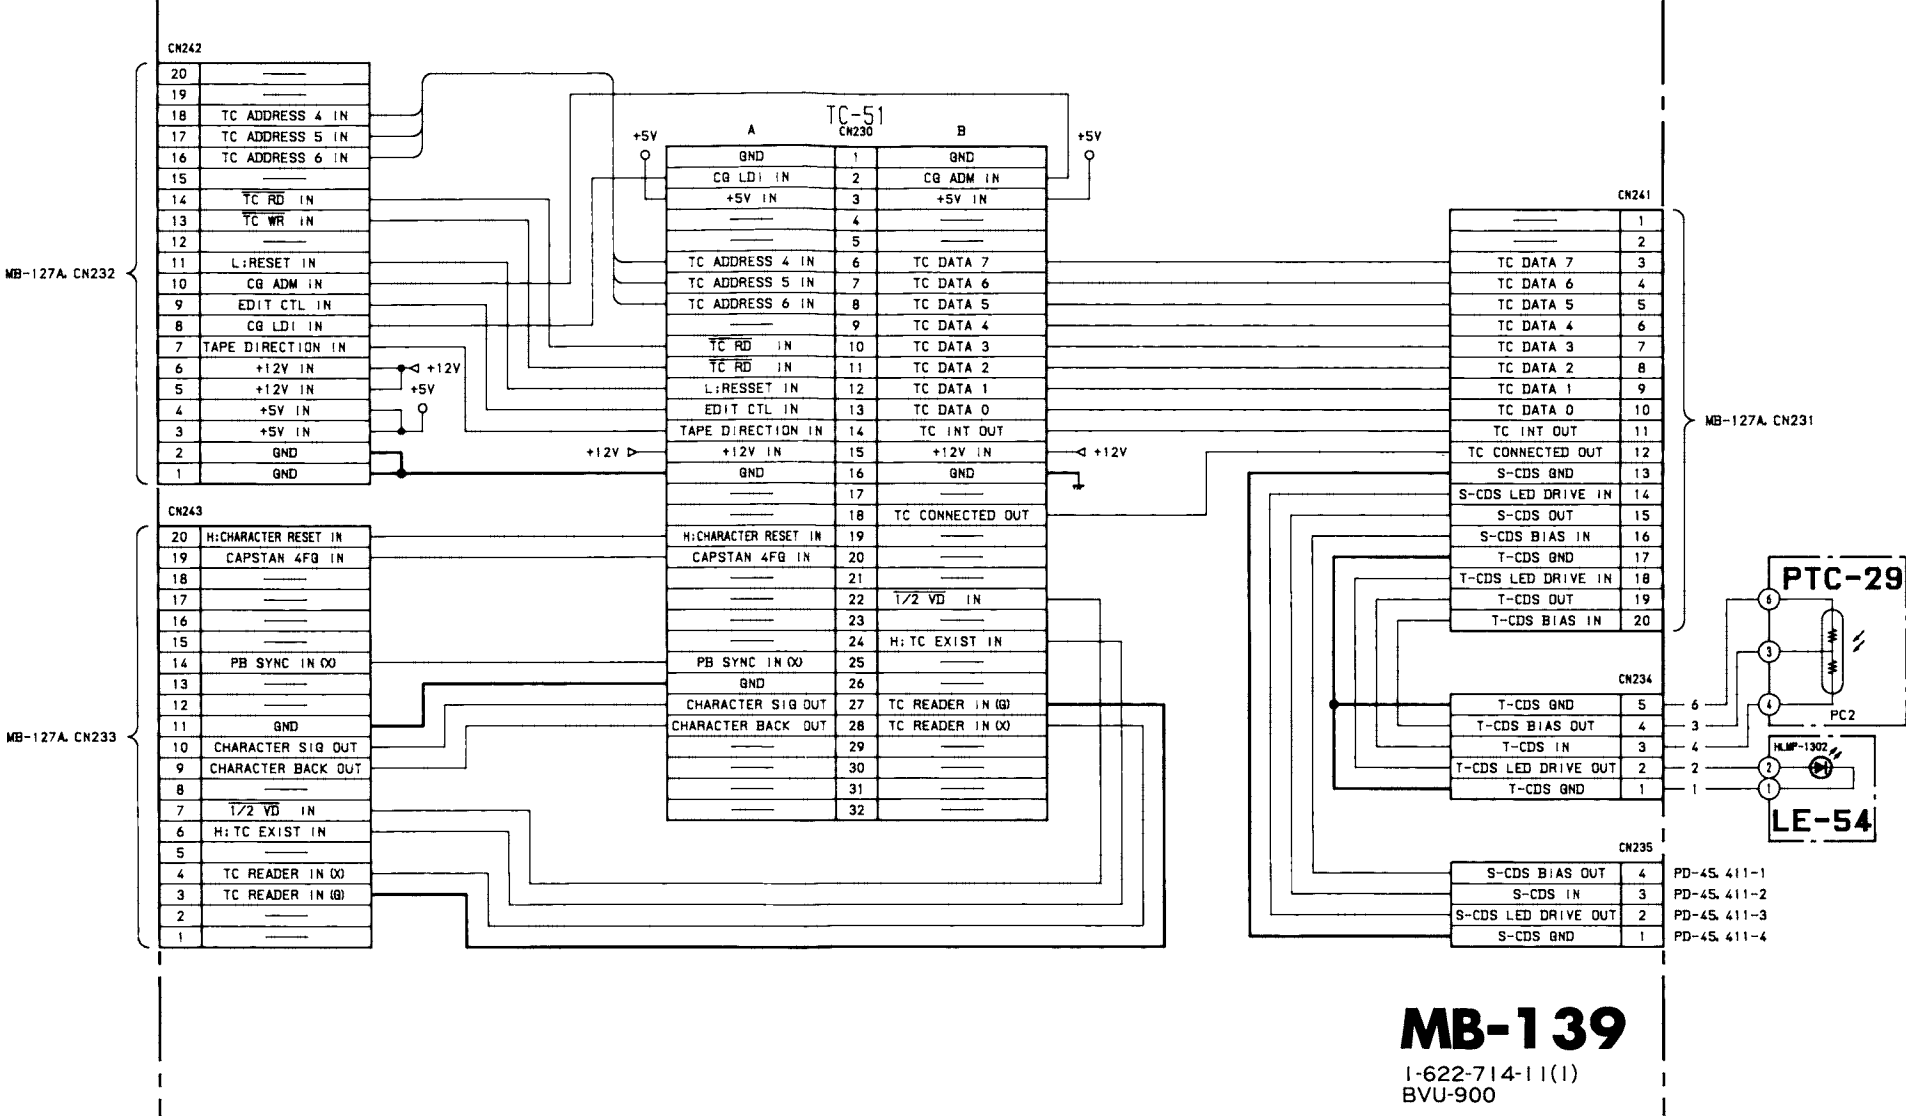 CN242
20
19
18 TC ADDRESS 4 IN
17 TC ADDRESS 5 IN
16 TC ADDRESS 6 IN
15
14 TC RD IN
13 TC WR IN
12
11 L:RESET IN
10 CG ADM IN
9 EDIT CTL IN
8 CG LDI IN
7 TAPE DIRECTION IN
6 +12V IN
5 +12V IN
4 +5V IN
3 +5V IN
2 GND
1 GND
+12V
+5V
MB-127A. CN232
CN243
20 H:CHARACTER RESET IN
19 CAPSTAN 4FG IN
18
17
16
15
14 PB SYNC IN (X)
13
12
11 GND
10 CHARACTER SIG OUT
9 CHARACTER BACK OUT
8
7 1/2 VD IN
6 H:TC EXIST IN
5
4 TC READER IN (X)
3 TC READER IN (G)
2
1
MB-127A. CN233
TC-51
A CN230 B
+5V
+5V
GND 1 GND
CG LDI IN 2 CG ADM IN
+5V IN 3 +5V IN
4
5
TC ADDRESS 4 IN 6 TC DATA 7
TC ADDRESS 5 IN 7 TC DATA 6
TC ADDRESS 6 IN 8 TC DATA 5
9 TC DATA 4
TC RD IN 10 TC DATA 3
TC RD IN 11 TC DATA 2
L:RESSET IN 12 TC DATA 1
EDIT CTL IN 13 TC DATA 0
TAPE DIRECTION IN 14 TC INT OUT
+12V +12V IN 15 +12V IN +12V
GND 16 GND
17
18 TC CONNECTED OUT
H:CHARACTER RESET IN 19
CAPSTAN 4FG IN 20
21
22 1/2 VD IN
23
24 H:TC EXIST IN
PB SYNC IN (X) 25
GND 26
CHARACTER SIG OUT 27 TC READER IN (G)
CHARACTER BACK OUT 28 TC READER IN (X)
29
30
31
32
CN241
1
2
TC DATA 7 3
TC DATA 6 4
TC DATA 5 5
TC DATA 4 6
TC DATA 3 7
TC DATA 2 8
TC DATA 1 9
TC DATA 0 10
TC INT OUT 11
TC CONNECTED OUT 12
S-CDS GND 13
S-CDS LED DRIVE IN 14
S-CDS OUT 15
S-CDS BIAS IN 16
T-CDS GND 17
T-CDS LED DRIVE IN 18
T-CDS OUT 19
T-CDS BIAS IN 20
MB-127A. CN231
CN234
T-CDS GND 5 6
T-CDS BIAS OUT 4 3
T-CDS IN 3 4
T-CDS LED DRIVE OUT 2 2
T-CDS GND 1 1
PTC-29
6
3
4
PC2
HLMP-1302
2
1
LE-54
CN235
S-CDS BIAS OUT 4 PD-45. 411-1
S-CDS IN 3 PD-45. 411-2
S-CDS LED DRIVE OUT 2 PD-45. 411-3
S-CDS GND 1 PD-45. 411-4
MB-139
1-622-714-11(1)
BVU-900